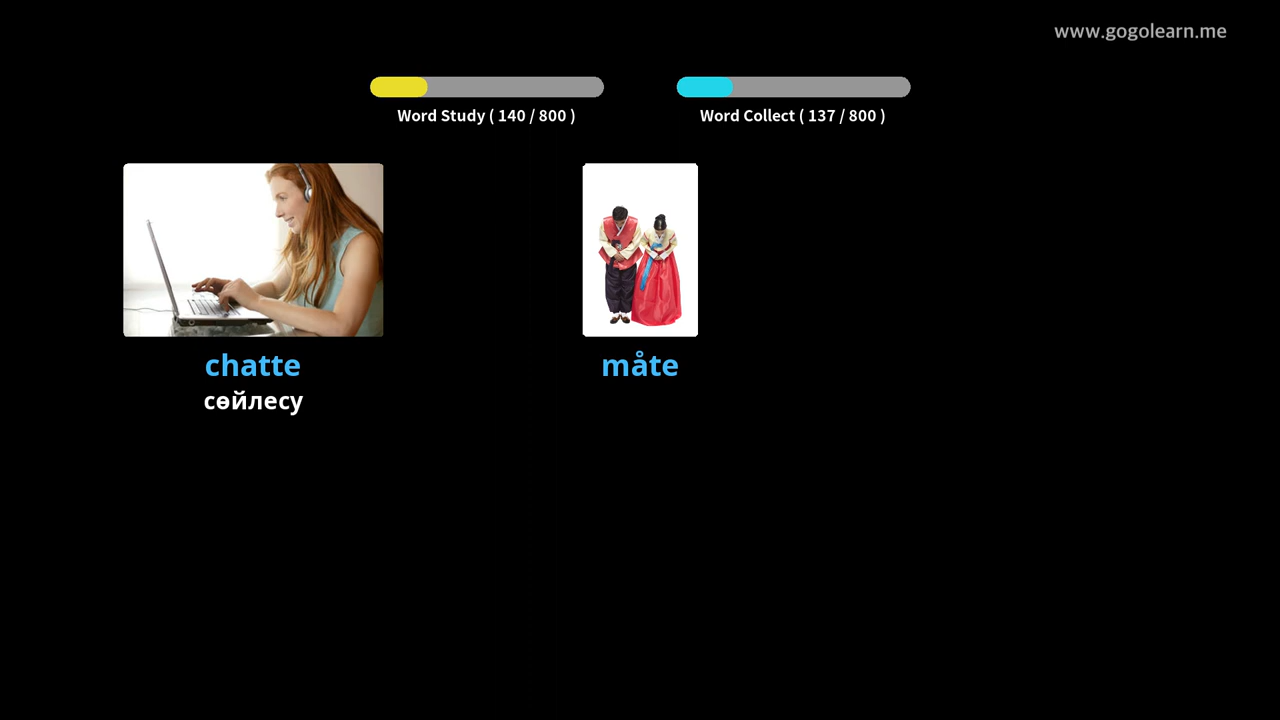 www.gogolearn.me
Word Study ( 140 / 800 )
Word Collect ( 137 / 800 )
chatte
сөйлесу
måte